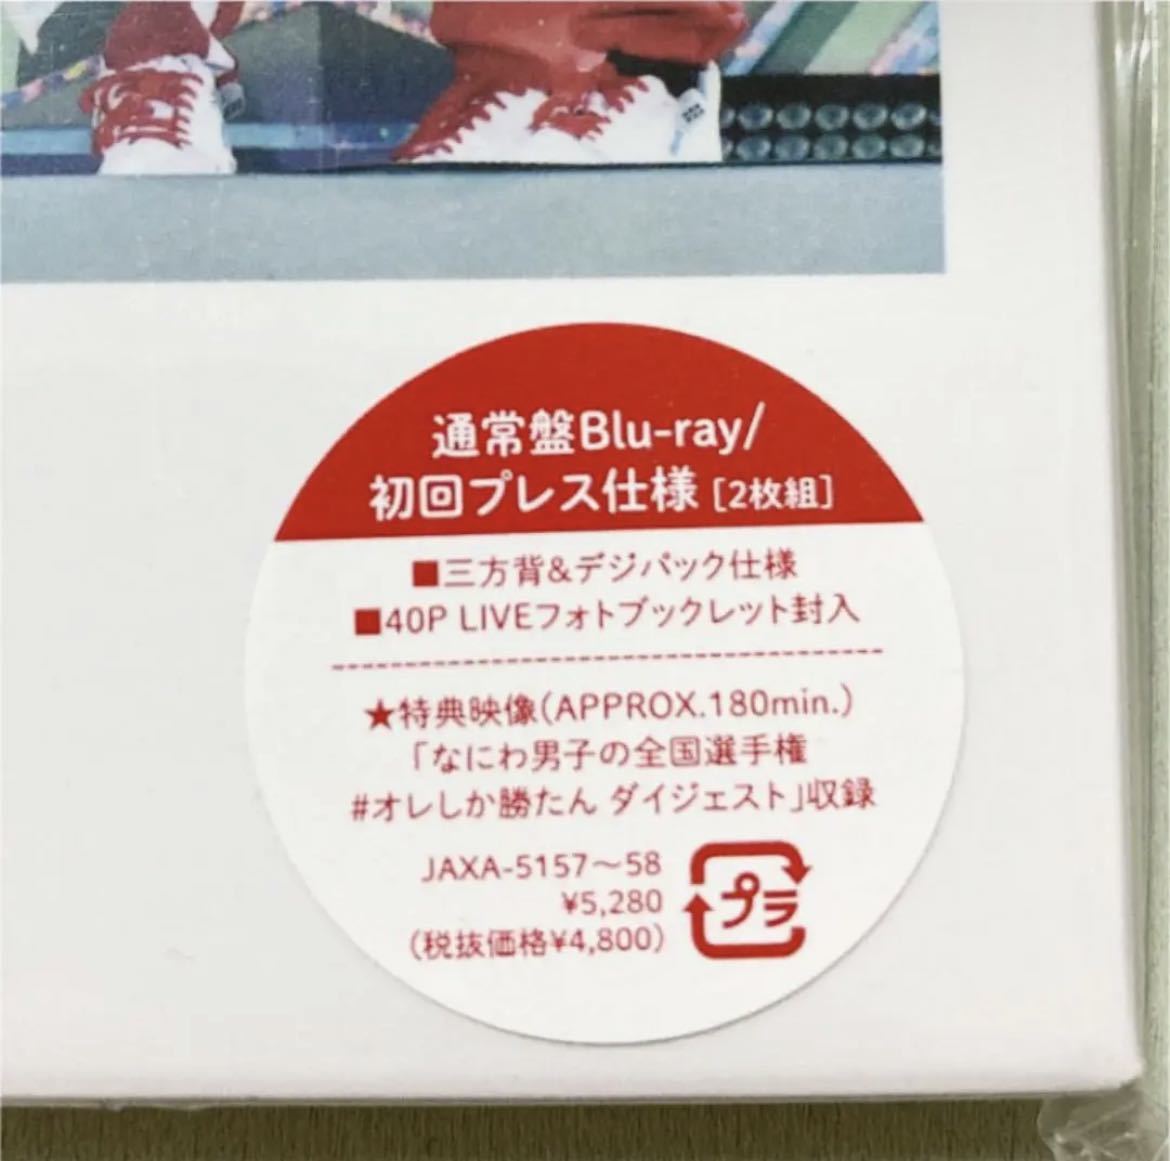 通常盤Blu-ray/
初回プレス仕様 [2枚組]
■三方背&デジパック仕様
■40P LIVEフォトブックレット封入
★特典映像(APPROX.180min.)
「なにわ男子の全国選手権
#オレしか勝たん ダイジェスト」収録
JAXA-5157～58
¥5,280
(税抜価格¥4,800)
プラ